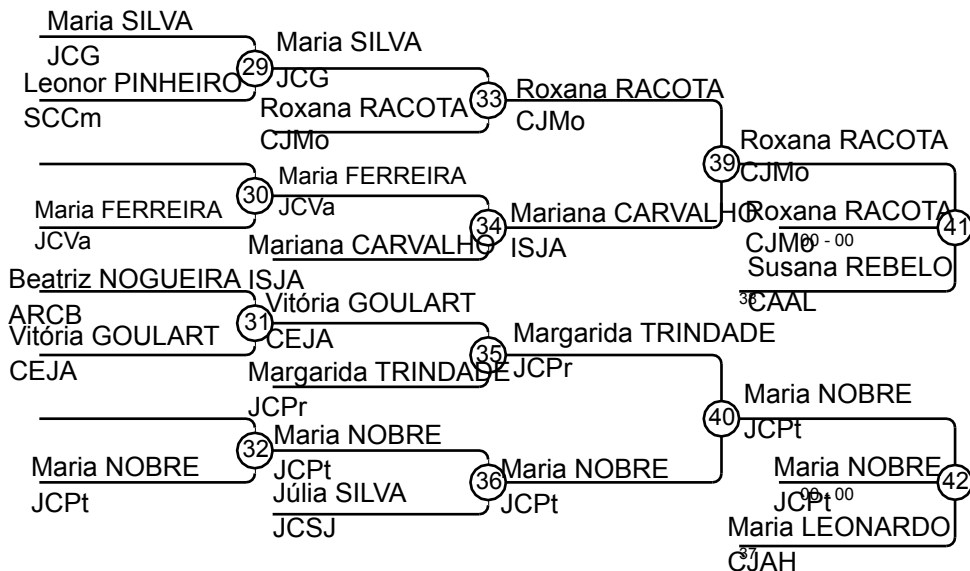 Maria SILVA
JCG
Leonor PINHEIRO
SCCm
29
Maria SILVA
JCG
Roxana RACOTA
CJMo
33
Roxana RACOTA
CJMo
Maria FERREIRA
JCVa
30
Maria FERREIRA
JCVa
Mariana CARVALHO
ISJA
34
Mariana CARVALHO
ISJA
39
Roxana RACOTA
CJMo
Roxana RACOTA
CJMo
00 - 00
41
Susana REBELO
38
CAAL
Beatriz NOGUEIRA
ARCB
Vitória GOULART
CEJA
31
Vitória GOULART
CEJA
Margarida TRINDADE
JCPr
35
Margarida TRINDADE
JCPr
Maria NOBRE
JCPt
32
Maria NOBRE
JCPt
Júlia SILVA
JCSJ
36
Maria NOBRE
JCPt
40
Maria NOBRE
JCPt
Maria NOBRE
JCPt
00 - 00
42
Maria LEONARDO
37
CJAH